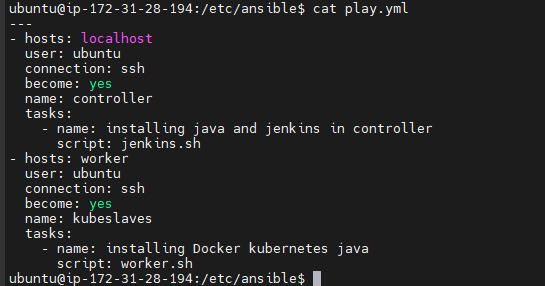 ubuntu@ip-172-31-28-194:/etc/ansible$ cat play.yml
---
- hosts: localhost
  user: ubuntu
  connection: ssh
  become: yes
  name: controller
  tasks:
    - name: installing java and jenkins in controller
      script: jenkins.sh
- hosts: worker
  user: ubuntu
  connection: ssh
  become: yes
  name: kubeslaves
  tasks:
    - name: installing Docker kubernetes java
      script: worker.sh
ubuntu@ip-172-31-28-194:/etc/ansible$